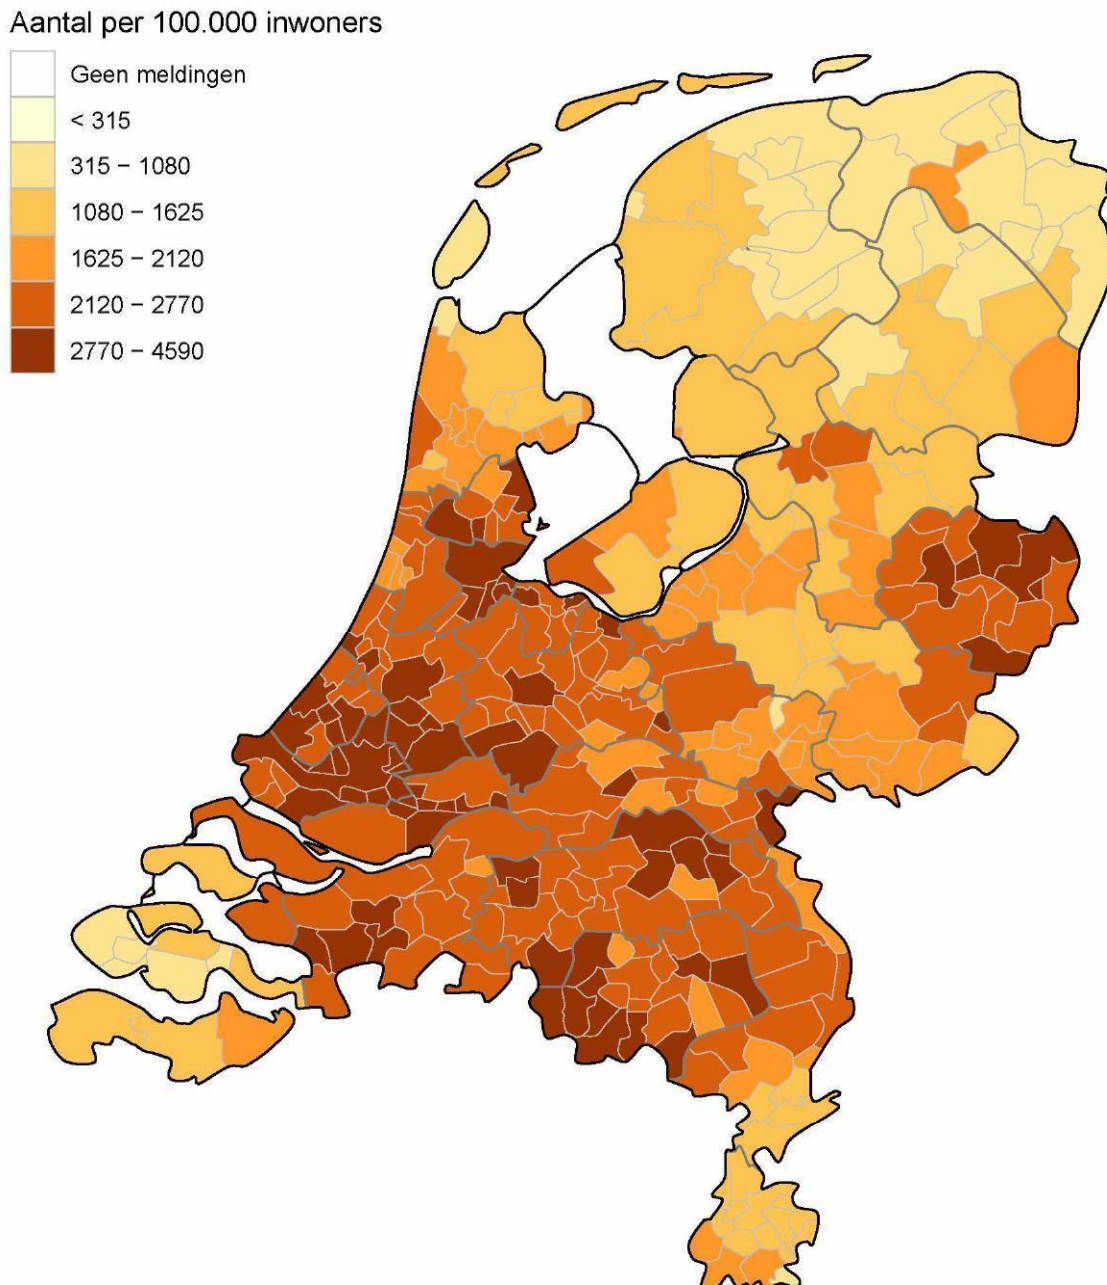 Aantal per 100.000 inwoners
Geen meldingen
< 315
315 − 1080
1080 − 1625
1625 − 2120
2120 − 2770
2770 − 4590